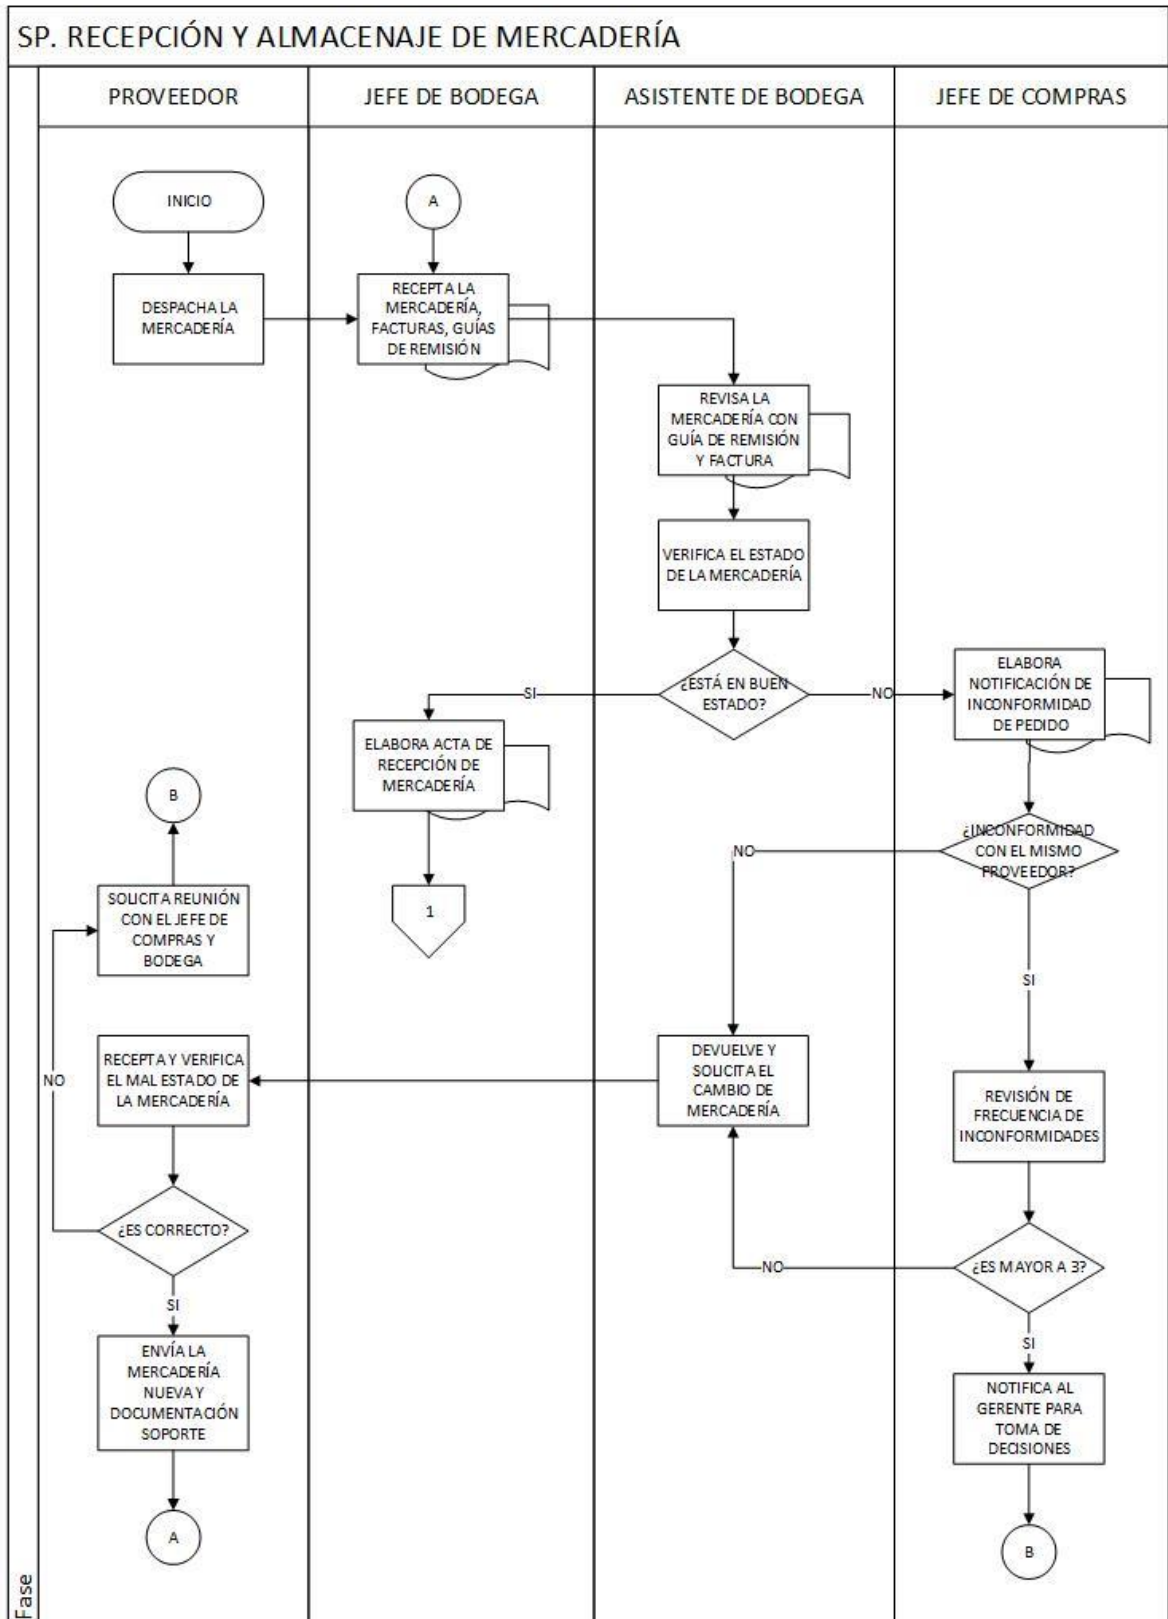 SP. RECEPCIÓN Y ALMACENAJE DE MERCADERÍA
PROVEEDOR
JEFE DE BODEGA
ASISTENTE DE BODEGA
JEFE DE COMPRAS
INICIO
A
DESPACHA LA
MERCADERÍA
RECEPTA LA
MERCADERÍA,
FACTURAS, GUÍAS
DE REMISIÓN
REVISA LA
MERCADERÍA CON
GUÍA DE REMISIÓN
Y FACTURA
VERIFICA EL ESTADO
DE LA MERCADERÍA
¿ESTÁ EN BUEN
ESTADO?
SI
NO
ELABORA
NOTIFICACIÓN DE
INCONFORMIDAD
DE PEDIDO
ELABORA ACTA DE
RECEPCIÓN DE
MERCADERÍA
B
¿INCONFORMIDAD
CON EL MISMO
PROVEEDOR?
NO
SI
1
SOLICITA REUNIÓN
CON EL JEFE DE
COMPRAS Y
BODEGA
RECEPTA Y VERIFICA
EL MAL ESTADO DE
LA MERCADERÍA
NO
DEVUELVE Y
SOLICITA EL
CAMBIO DE
MERCADERÍA
REVISIÓN DE
FRECUENCIA DE
INCONFORMIDADES
¿ES CORRECTO?
¿ES MAYOR A 3?
NO
SI
SI
ENVÍA LA
MERCADERÍA
NUEVA Y
DOCUMENTACIÓN
SOPORTE
NOTIFICA AL
GERENTE PARA
TOMA DE
DECISIONES
A
B
Fase